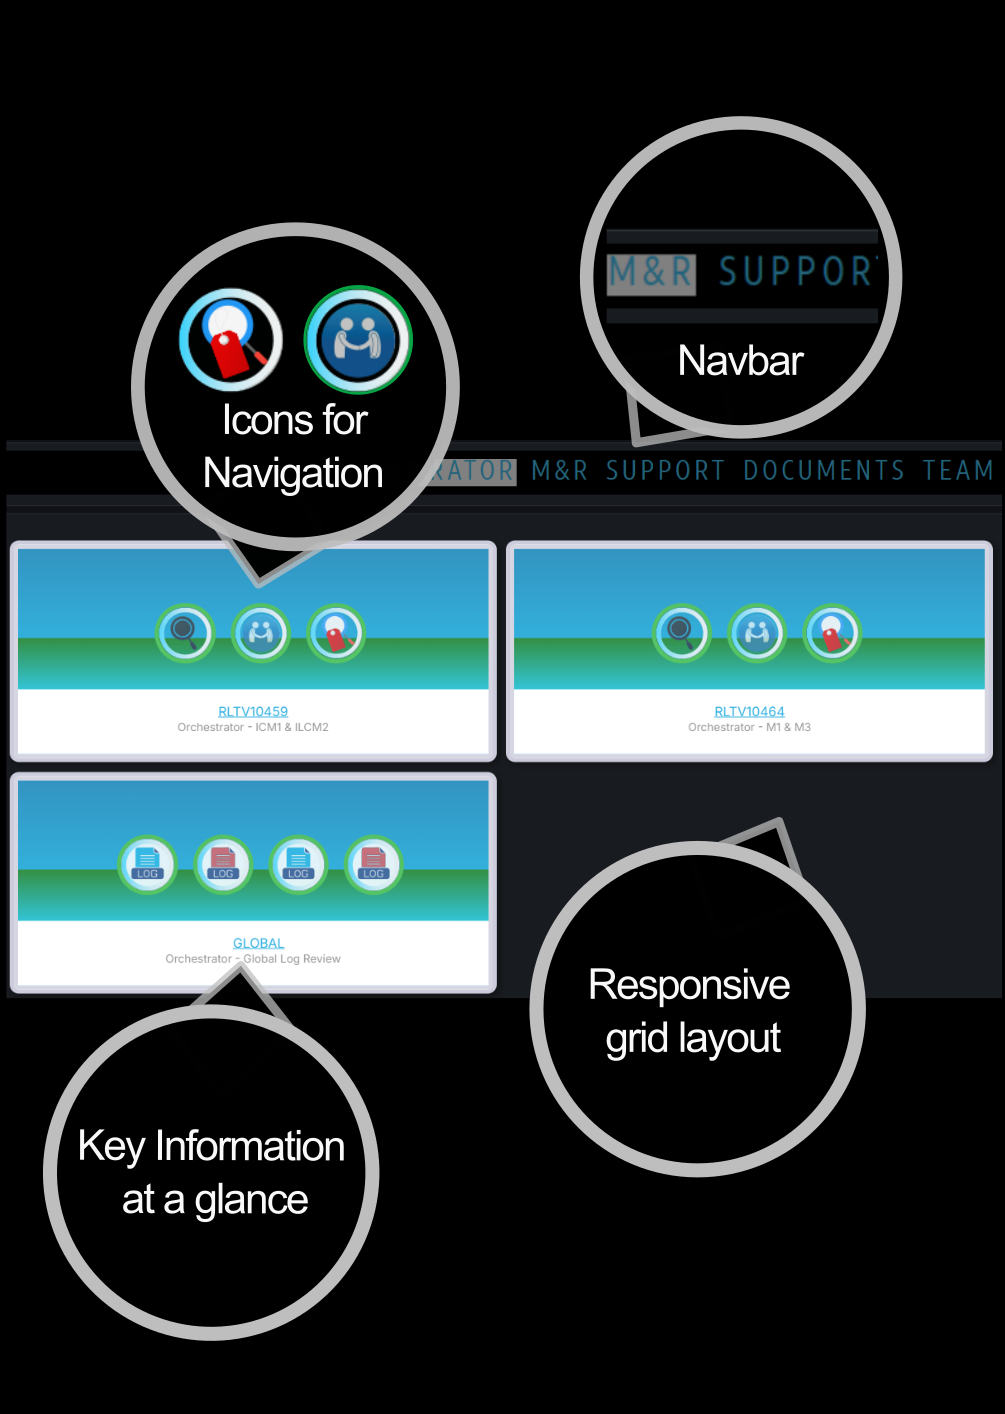 M&R SUPPOR
Navbar
Icons for
Navigation
RATOR M&R SUPPORT DOCUMENTS TEAM
RLTV10459
Orchestrator - ICM1 & ILCM2
RLTV10464
Orchestrator - M1 & M3
LOG LOG LOG LOG
GLOBAL
Orchestrator - Global Log Review
Responsive
grid layout
Key Information
at a glance